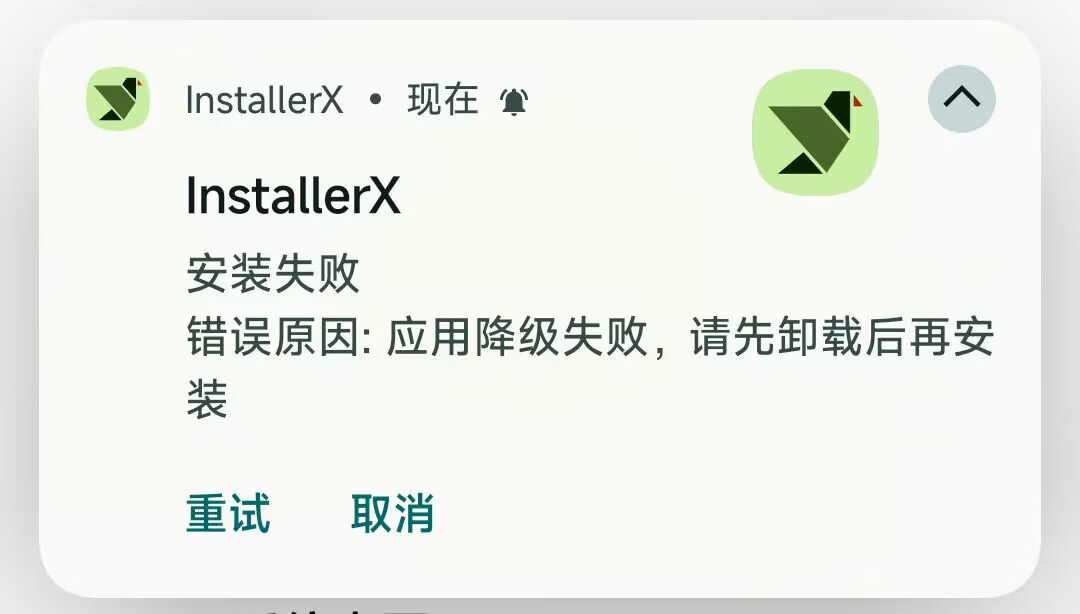 InstallerX • 现在
InstallerX
安装失败
错误原因: 应用降级失败，请先卸载后再安
装
重试 取消